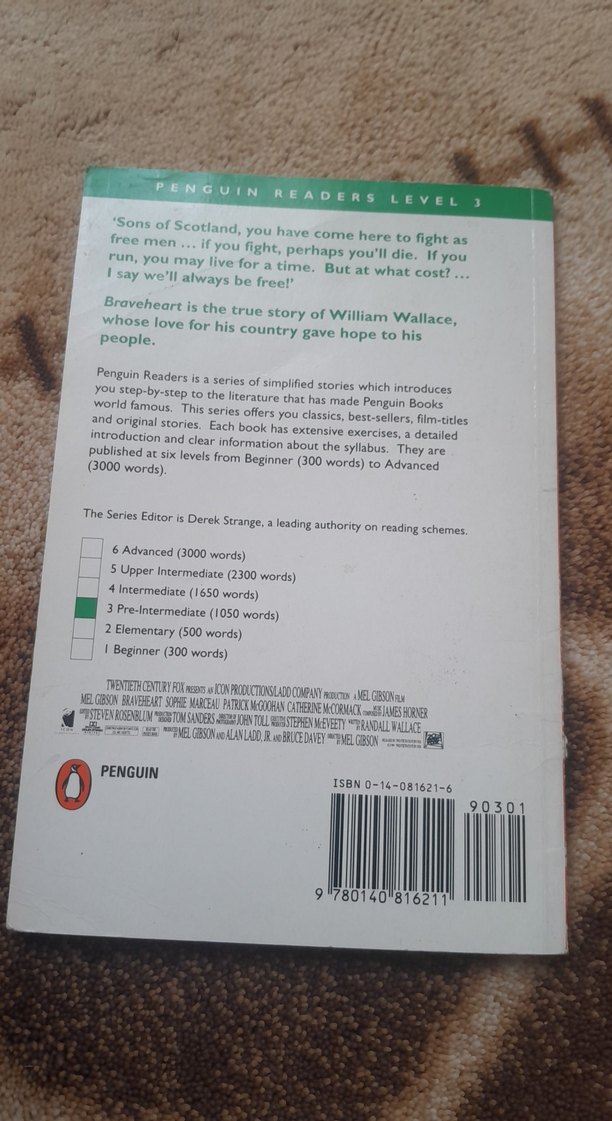 PENGUIN READERS LEVEL 3
‘Sons of Scotland, you have come here to fight as
free men ... if you fight, perhaps you’ll die. If you
run, you may live for a time. But at what cost? ...
I say we’ll always be free!’
Braveheart is the true story of William Wallace,
whose love for his country gave hope to his
people.
Penguin Readers is a series of simplified stories which introduces
you step-by-step to the literature that has made Penguin Books
world famous. This series offers you classics, best-sellers, film-titles
and original stories. Each book has extensive exercises, a detailed
introduction and clear information about the syllabus. They are
published at six levels from Beginner (300 words) to Advanced
(3000 words).
The Series Editor is Derek Strange, a leading authority on reading schemes.
6 Advanced (3000 words)
5 Upper Intermediate (2300 words)
4 Intermediate (1650 words)
3 Pre-Intermediate (1050 words)
2 Elementary (500 words)
1 Beginner (300 words)
TWENTIETH CENTURY FOX PRESENTS AN ICON PRODUCTIONS/LADD COMPANY PRODUCTION A MEL GIBSON FILM
MEL GIBSON BRAVEHEART SOPHIE MARCEAU PATRICK McGOOHAN CATHERINE McCORMACK JAMES HORNER
STEVEN ROSENBLUM TOM SANDERS JOHN TOLL STEPHEN McEVEETY RANDALL WALLACE
ICON MEL GIBSON AND ALAN LADD, JR. AND BRUCE DAVEY MEL GIBSON
PENGUIN
ISBN 0-14-081621-6
90301
9 780140 816211